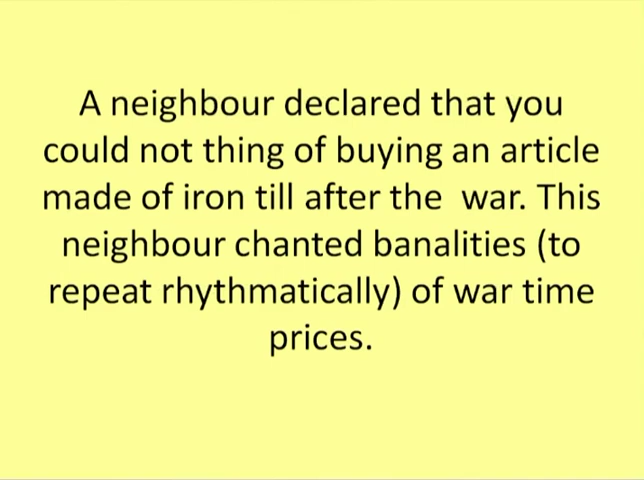 A neighbour declared that you
could not thing of buying an article
made of iron till after the  war. This
neighbour chanted banalities (to
repeat rhythmatically) of war time
prices.